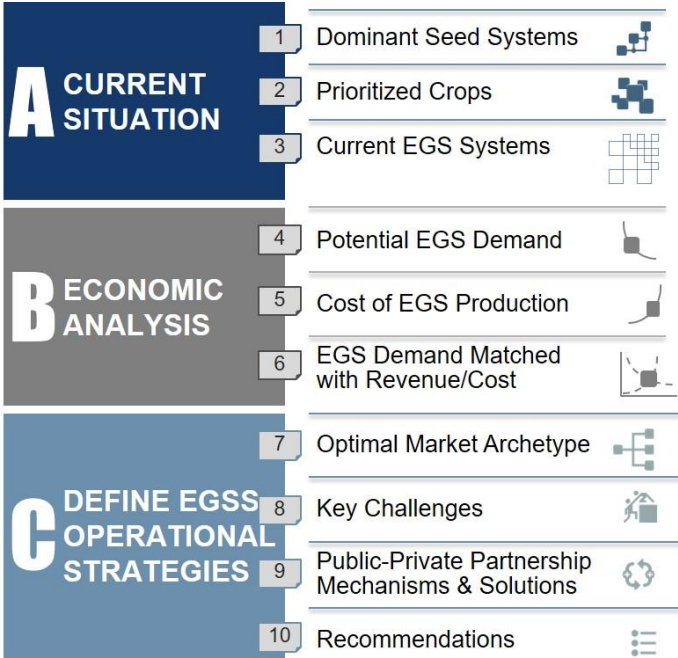 A CURRENT
SITUATION
1 Dominant Seed Systems
2 Prioritized Crops
3 Current EGS Systems
B ECONOMIC
ANALYSIS
4 Potential EGS Demand
5 Cost of EGS Production
6 EGS Demand Matched
with Revenue/Cost
C DEFINE EGSS
OPERATIONAL
STRATEGIES
7 Optimal Market Archetype
8 Key Challenges
9 Public-Private Partnership
Mechanisms & Solutions
10 Recommendations